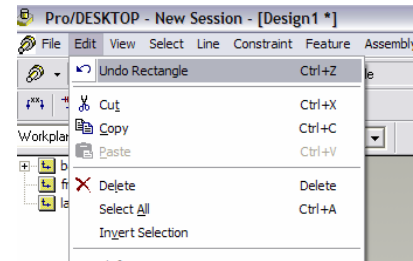 Pro/DESKTOP - New Session - [Design1 *]
File Edit View Select Line Constraint Feature Assembly
Undo Rectangle Ctrl+Z
Cut Ctrl+X
Copy Ctrl+C
Paste Ctrl+V
Delete Delete
Select All Ctrl+A
Invert Selection